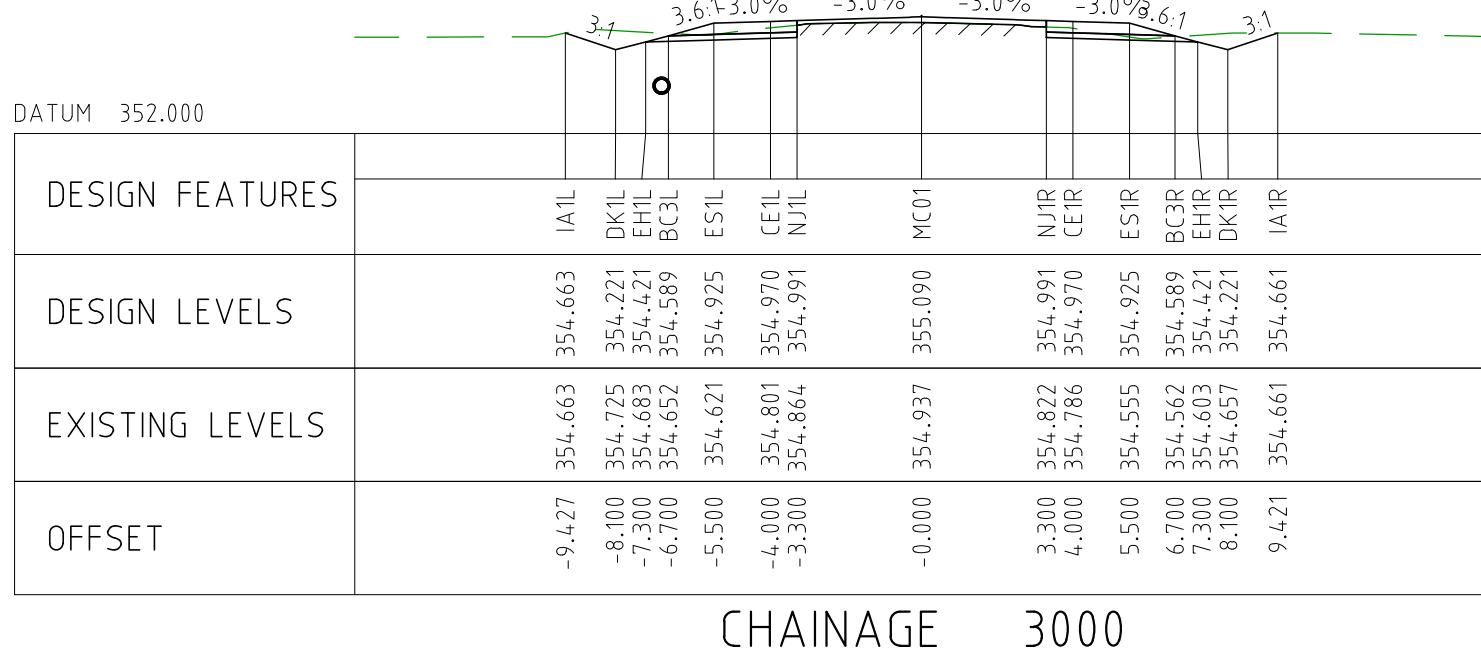 3:1 3.6:1 -3.0% -3.0% -3.0% -3.0% 3.6:1 3:1
DATUM 352.000
DESIGN FEATURES IA1L DK1L EH1L BC3L ES1L CE1L NJ1L MC01 NJ1R CE1R ES1R BC3R EH1R DK1R IA1R
DESIGN LEVELS 354.663 354.221 354.421 354.589 354.925 354.970 354.991 355.090 354.991 354.970 354.925 354.589 354.421 354.221 354.661
EXISTING LEVELS 354.663 354.725 354.683 354.652 354.621 354.801 354.864 354.937 354.822 354.786 354.555 354.562 354.603 354.657 354.661
OFFSET -9.427 -8.100 -7.300 -6.700 -5.500 -4.000 -3.300 -0.000 3.300 4.000 5.500 6.700 7.300 8.100 9.421
CHAINAGE 3000